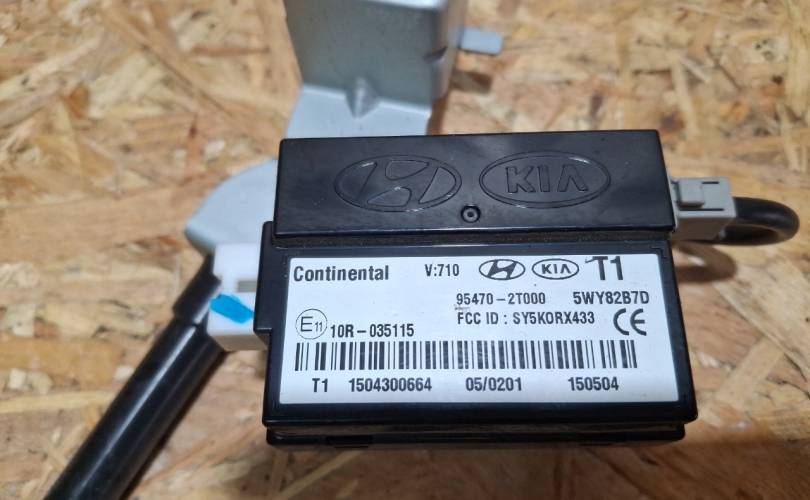 KIA
Continental V:710 KIA T1
95470-2T000 5WY82B7D
FCC ID : SY5KORX433 CE
E11 10R-035115
T1 1504300664 05/0201 150504